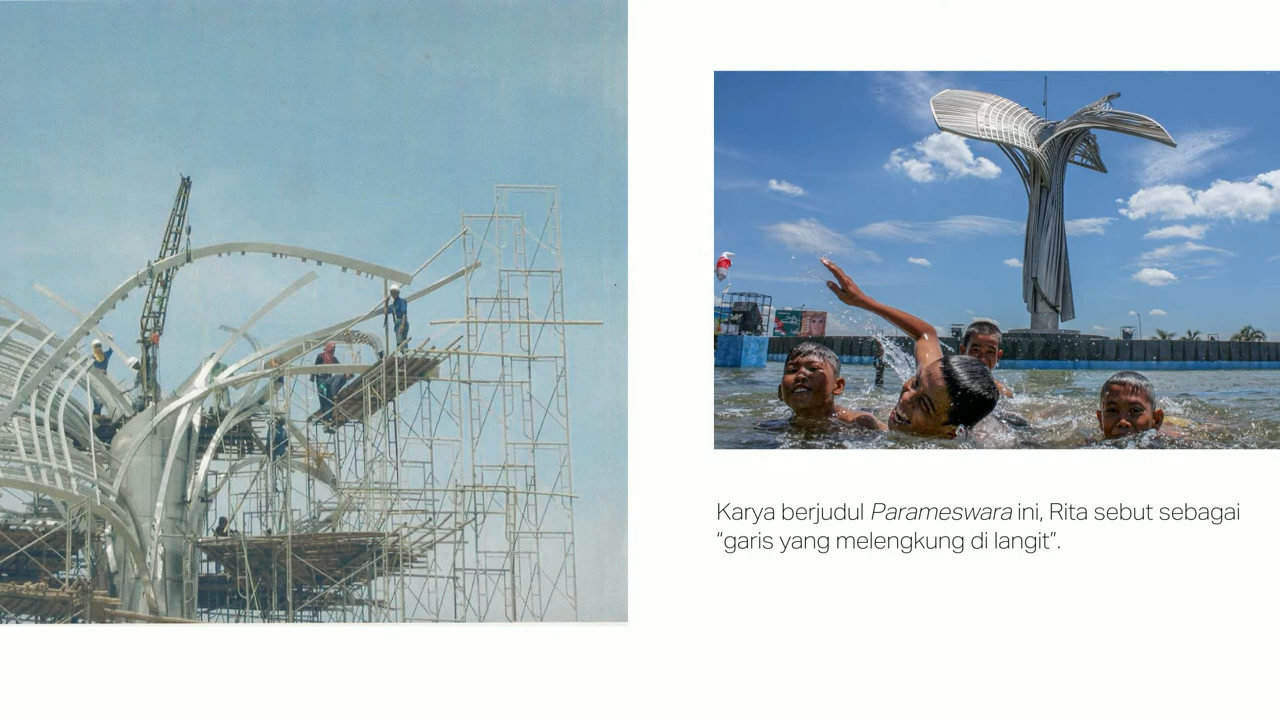 Karya berjudul Parameswara ini, Rita sebut sebagai
“garis yang melengkung di langit”.